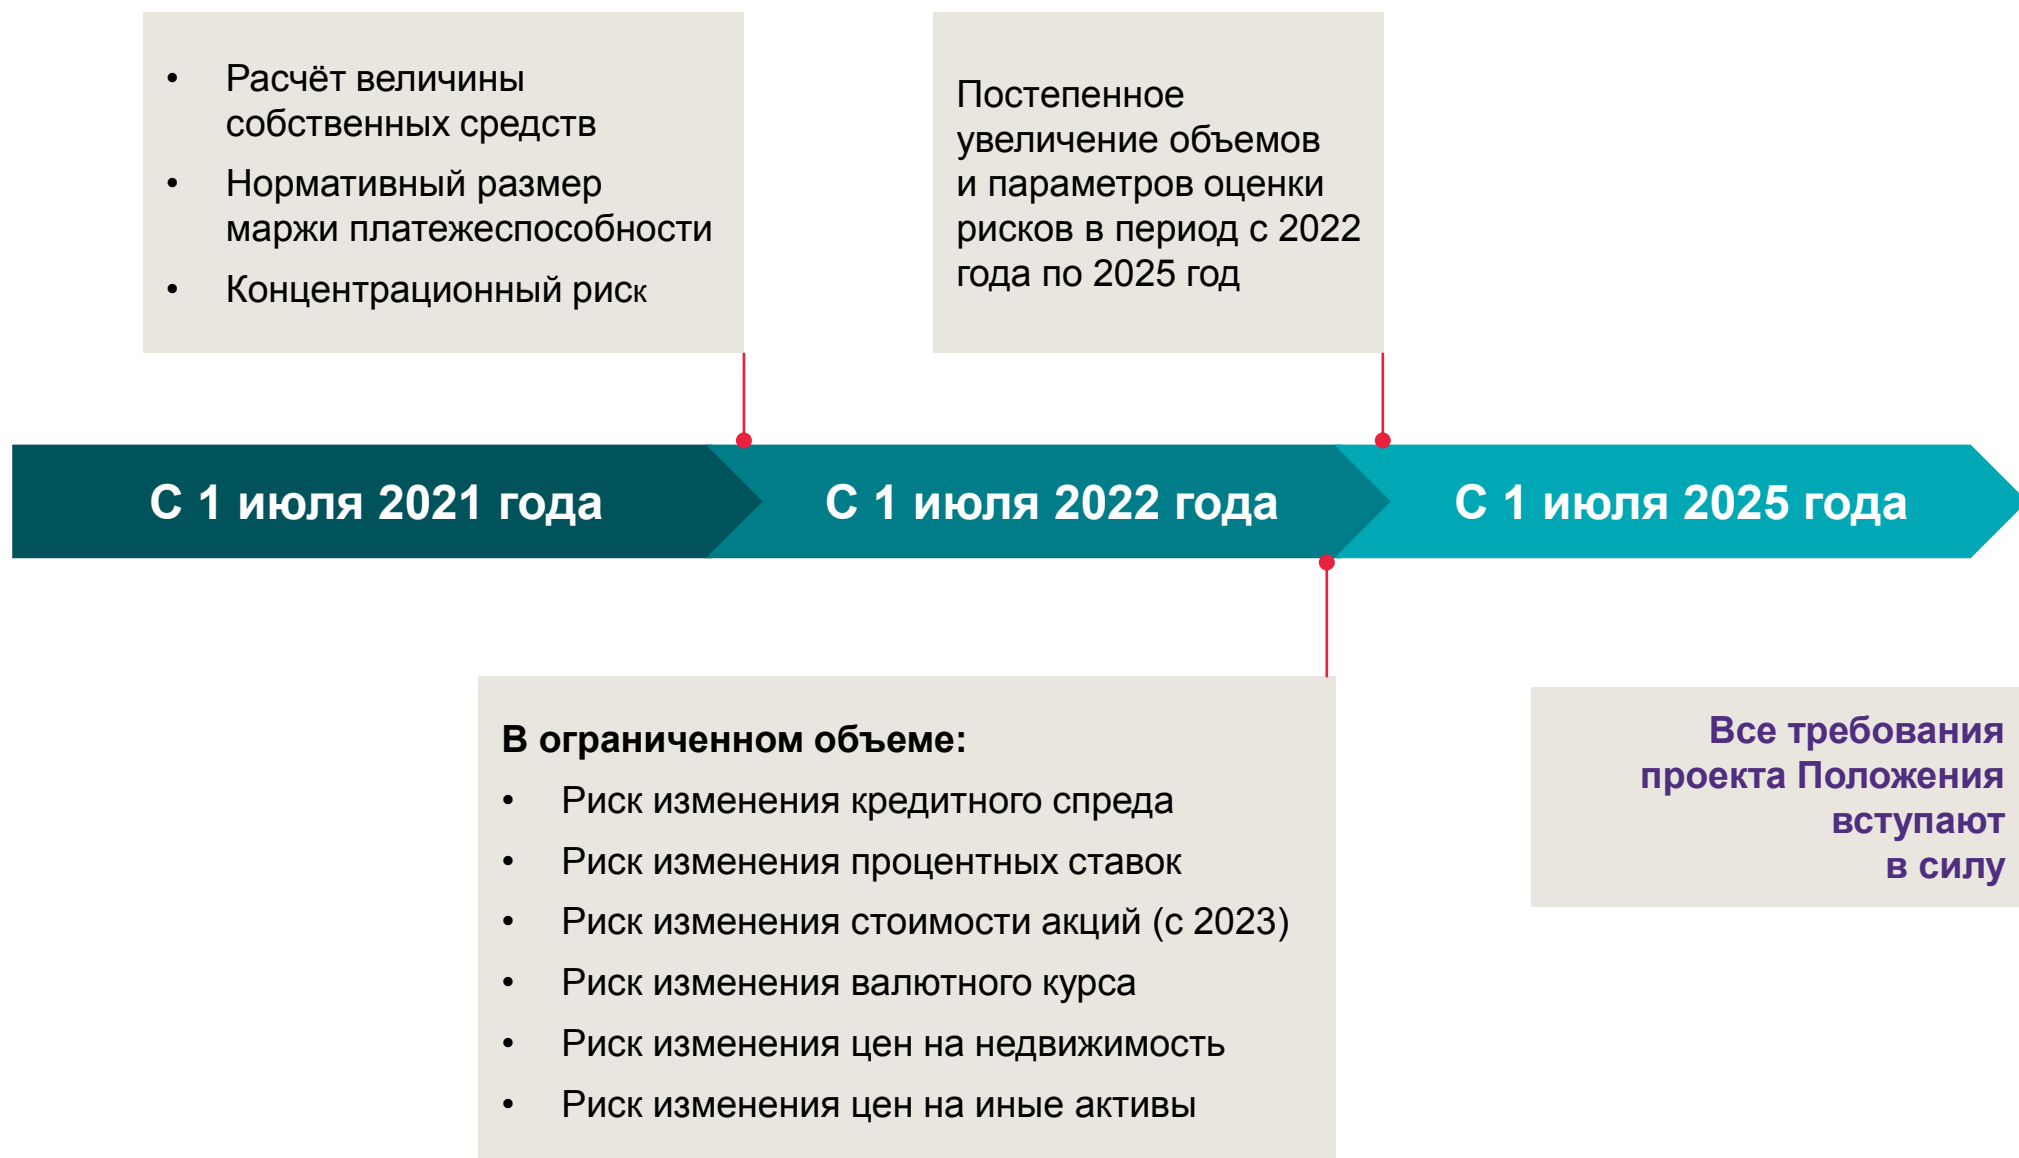 • Расчёт величины
собственных средств
• Нормативный размер
маржи платежеспособности
• Концентрационный риск
Постепенное
увеличение объемов
и параметров оценки
рисков в период с 2022
года по 2025 год
С 1 июля 2021 года
С 1 июля 2022 года
С 1 июля 2025 года
В ограниченном объеме:
• Риск изменения кредитного спреда
• Риск изменения процентных ставок
• Риск изменения стоимости акций (с 2023)
• Риск изменения валютного курса
• Риск изменения цен на недвижимость
• Риск изменения цен на иные активы
Все требования
проекта Положения
вступают
в силу